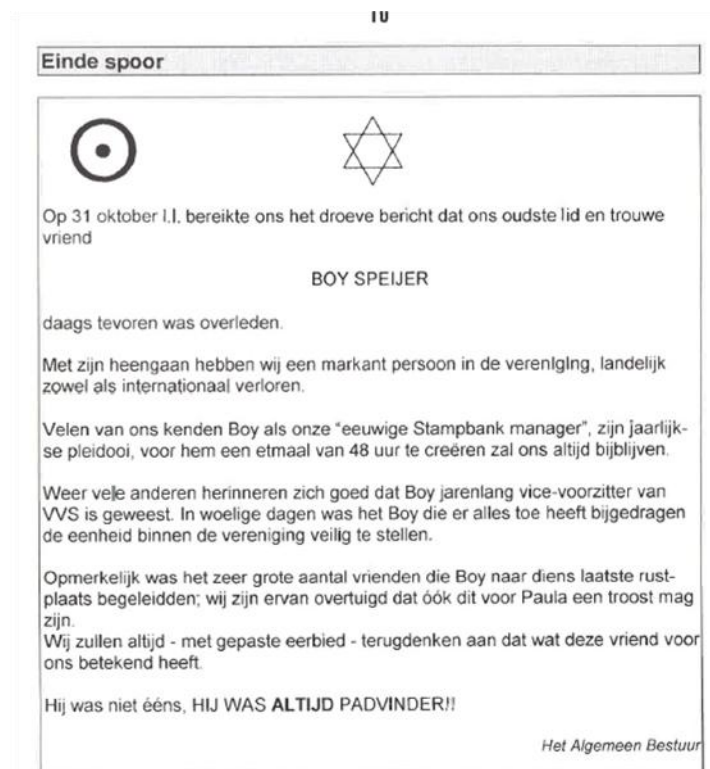 10
Einde spoor
Op 31 oktober l.l. bereikte ons het droeve bericht dat ons oudste lid en trouwe
vriend
BOY SPEIJER
daags tevoren was overleden.
Met zijn heengaan hebben wij een markant persoon in de vereniging, landelijk
zowel als internationaal verloren.
Velen van ons kenden Boy als onze "eeuwige Stampbank manager", zijn jaarlijk-
se pleidooi, voor hem een etmaal van 48 uur te creëren zal ons altijd bijblijven.
Weer vele anderen herinneren zich goed dat Boy jarenlang vice-voorzitter van
VVS is geweest. In woelige dagen was het Boy die er alles toe heeft bijgedragen
de eenheid binnen de vereniging veilig te stellen.
Opmerkelijk was het zeer grote aantal vrienden die Boy naar diens laatste rust-
plaats begeleidden; wij zijn ervan overtuigd dat óók dit voor Paula een troost mag
zijn.
Wij zullen altijd - met gepaste eerbied - terugdenken aan dat wat deze vriend voor
ons betekend heeft.
Hij was niet ééns, HIJ WAS ALTIJD PADVINDER!!
Het Algemeen Bestuur